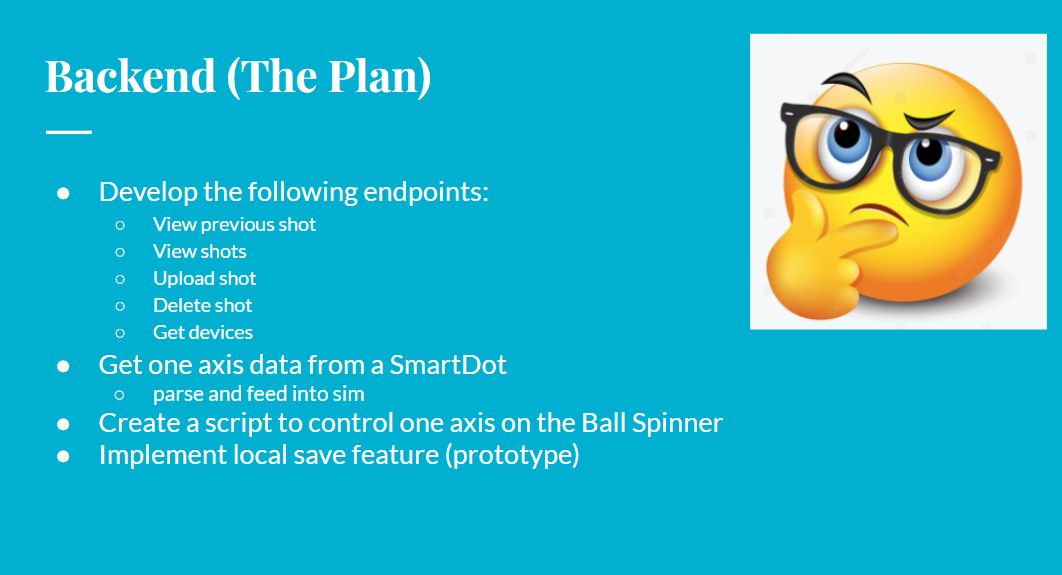 Backend (The Plan)
● Develop the following endpoints:
○ View previous shot
○ View shots
○ Upload shot
○ Delete shot
○ Get devices
● Get one axis data from a SmartDot
○ parse and feed into sim
● Create a script to control one axis on the Ball Spinner
● Implement local save feature (prototype)